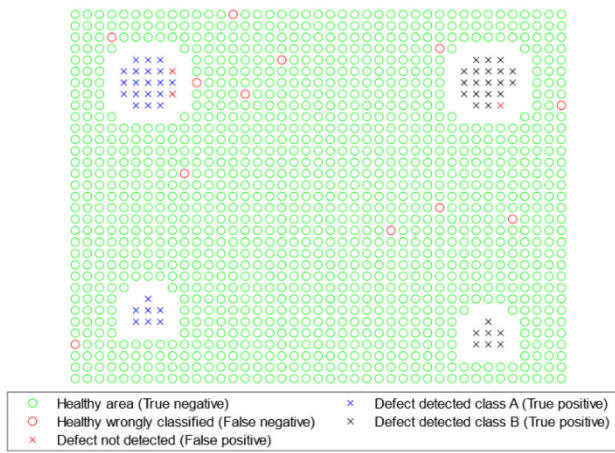 Healthy area (True negative)
Healthy wrongly classified (False negative)
Defect not detected (False positive)
Defect detected class A (True positive)
Defect detected class B (True positive)